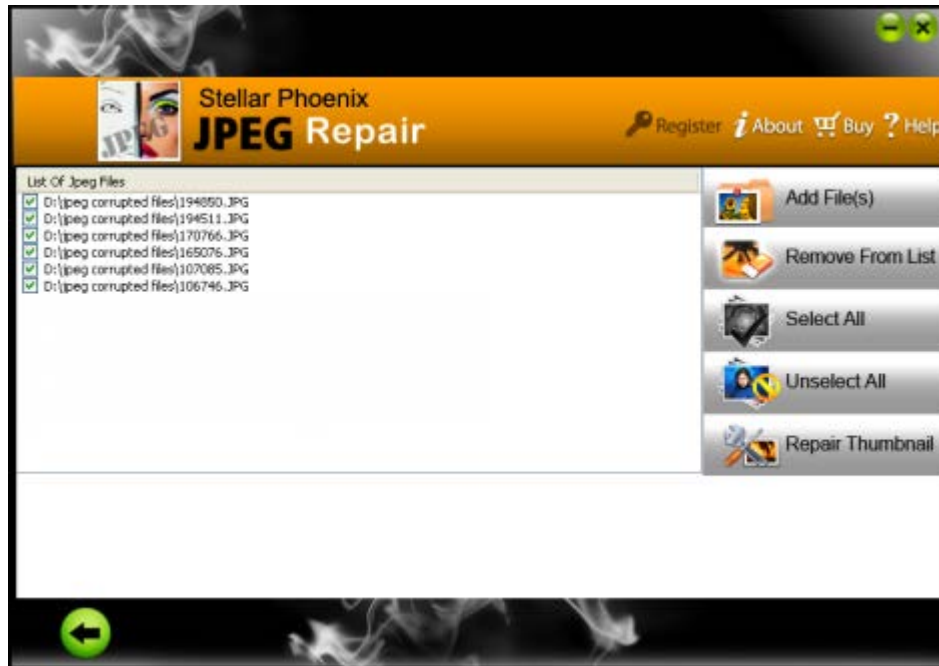 Stellar Phoenix
JPEG Repair
JPEG
Register About Buy ? Help
List Of Jpeg Files
D:\jpeg corrupted files\194850.JPG
D:\jpeg corrupted files\194511.JPG
D:\jpeg corrupted files\170766.JPG
D:\jpeg corrupted files\165076.JPG
D:\jpeg corrupted files\107085.JPG
D:\jpeg corrupted files\106746.JPG
Add File(s)
Remove From List
Select All
Unselect All
Repair Thumbnail